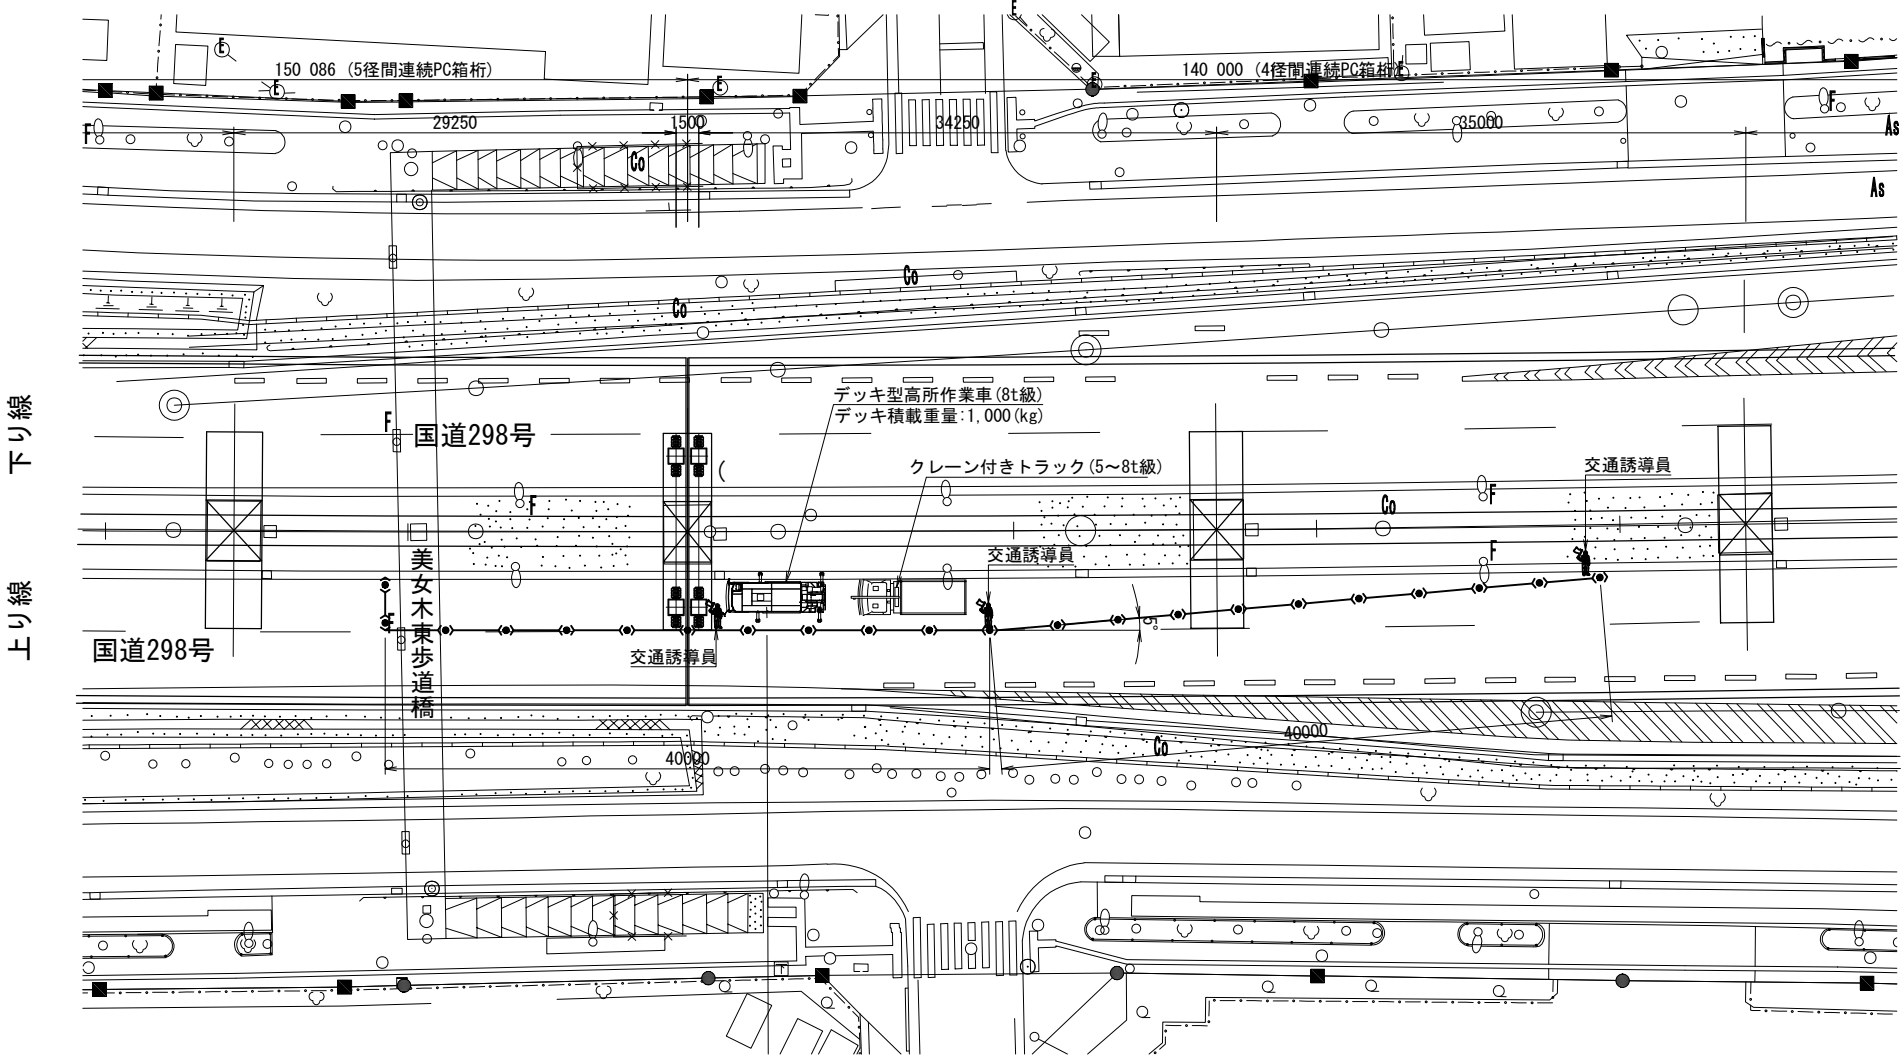 E
E
150 086 (5径間連続PC箱桁)
E
E
E
140 000 (4径間連続PC箱桁)
E
F
29250
1500
34250
35000
F
As
Co
As
Co
Co
下り線
デッキ型高所作業車(8t級)
デッキ積載重量:1,000(kg)
F
国道298号
(
クレーン付きトラック(5~8t級)
交通誘導員
F
F
Co
交通誘導員
F
美女木東歩道橋
上り線
F
国道298号
5°
交通誘導員
40000
40000
Co